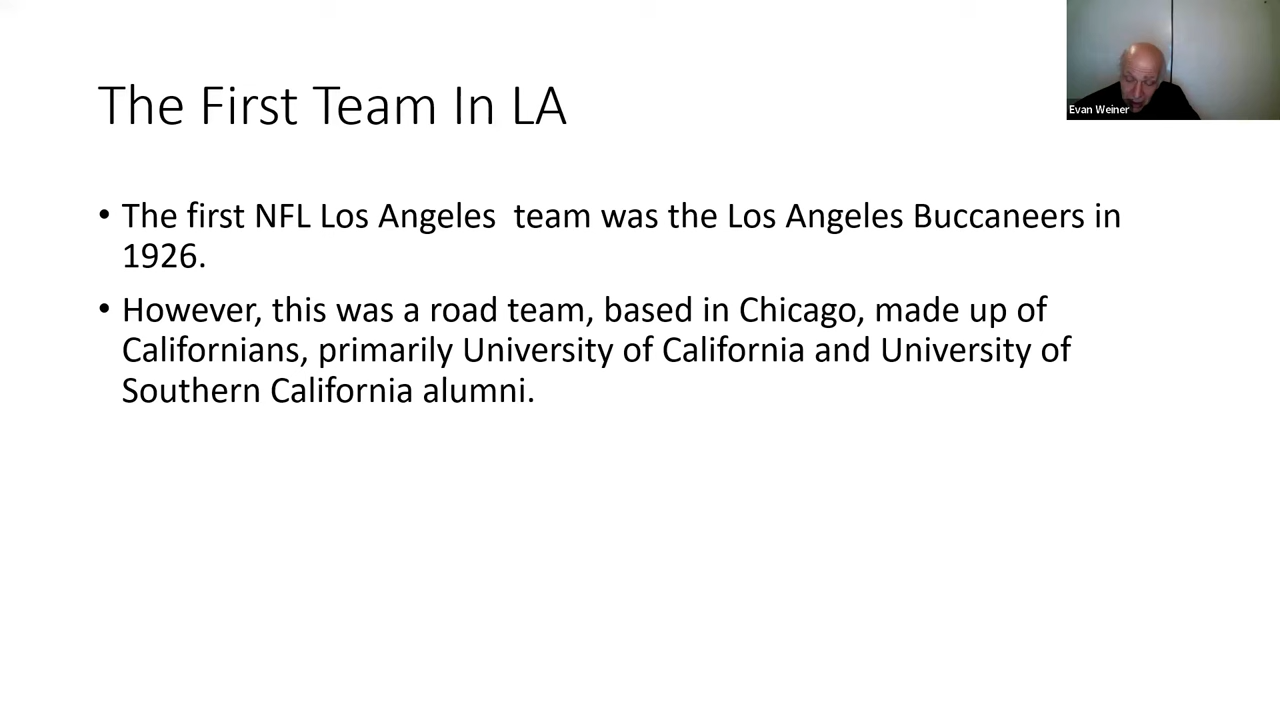 The First Team In LA
Evan Weiner
• The first NFL Los Angeles  team was the Los Angeles Buccaneers in
1926.
• However, this was a road team, based in Chicago, made up of
Californians, primarily University of California and University of
Southern California alumni.